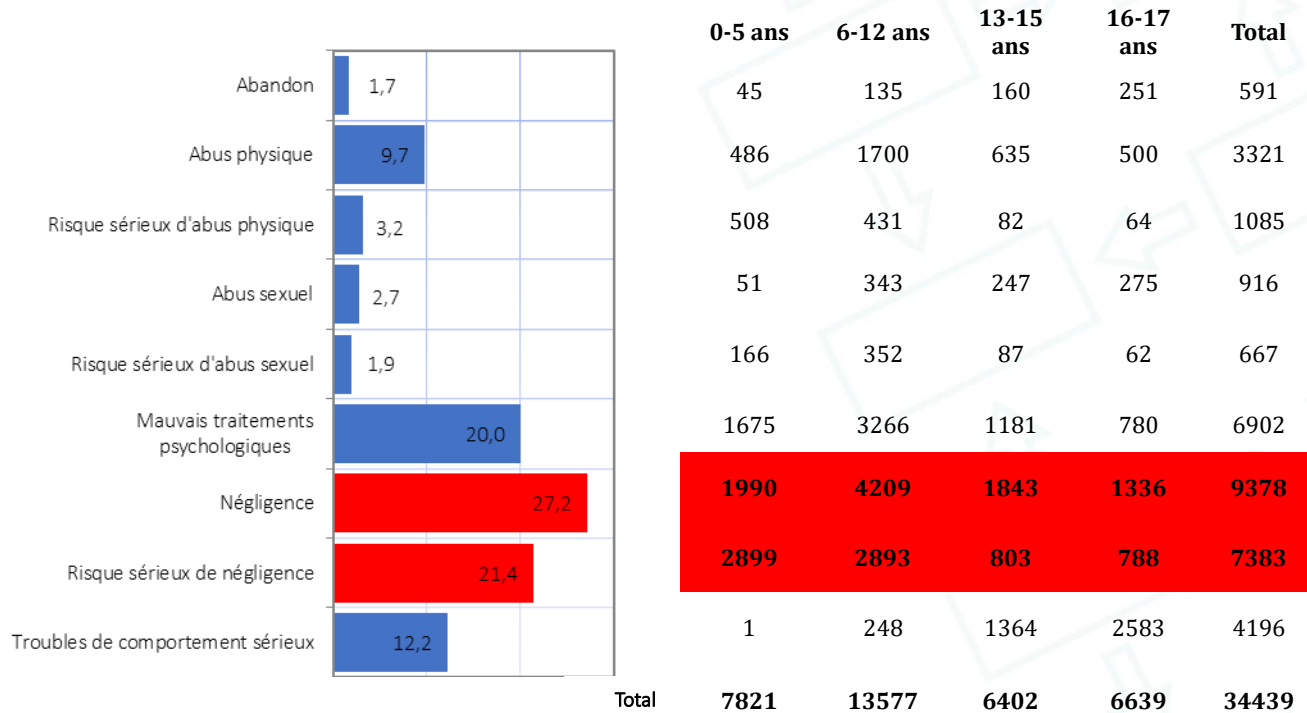 0-5 ans 6-12 ans 13-15 ans 16-17 ans Total
Abandon 1,7 45 135 160 251 591
Abus physique 9,7 486 1700 635 500 3321
Risque sérieux d'abus physique 3,2 508 431 82 64 1085
Abus sexuel 2,7 51 343 247 275 916
Risque sérieux d'abus sexuel 1,9 166 352 87 62 667
Mauvais traitements
psychologiques 20,0 1675 3266 1181 780 6902
Négligence 27,2 1990 4209 1843 1336 9378
Risque sérieux de négligence 21,4 2899 2893 803 788 7383
Troubles de comportement sérieux 12,2 1 248 1364 2583 4196
Total 7821 13577 6402 6639 34439